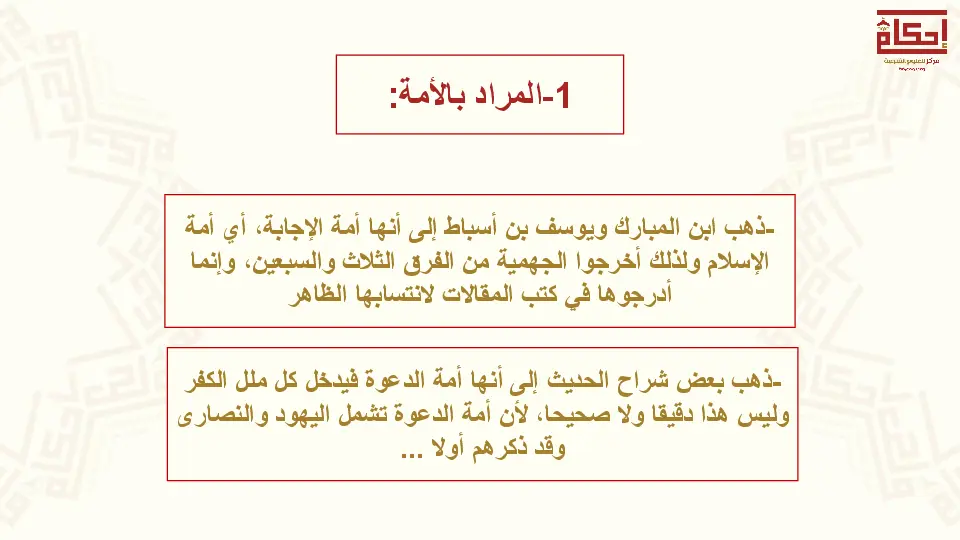 إحكام
مركز للعلوم الشرعية
1-المراد بالأمة:
-ذهب ابن المبارك ويوسف بن أسباط إلى أنها أمة الإجابة، أي أمة
الإسلام ولذلك أخرجوا الجهمية من الفرق الثلاث والسبعين، وإنما
أدرجوها في كتب المقالات لانتسابها الظاهر
-ذهب بعض شراح الحديث إلى أنها أمة الدعوة فيدخل كل ملل الكفر
وليس هذا دقيقا ولا صحيحا، لأن أمة الدعوة تشمل اليهود والنصارى
وقد ذكرهم أولا ...